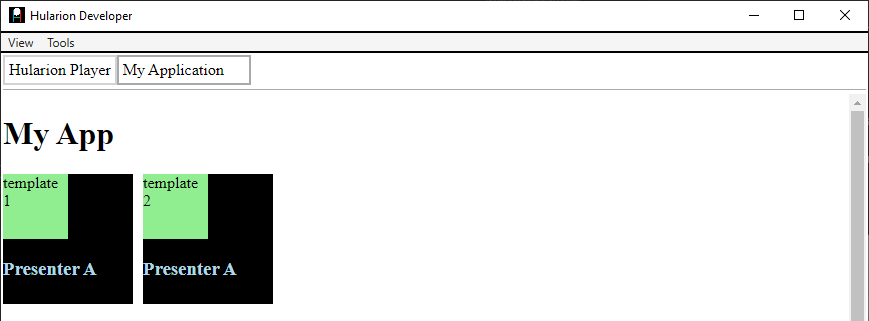 Hularion Developer
View Tools
Hularion Player My Application
My App
template
1
Presenter A
template
2
Presenter A